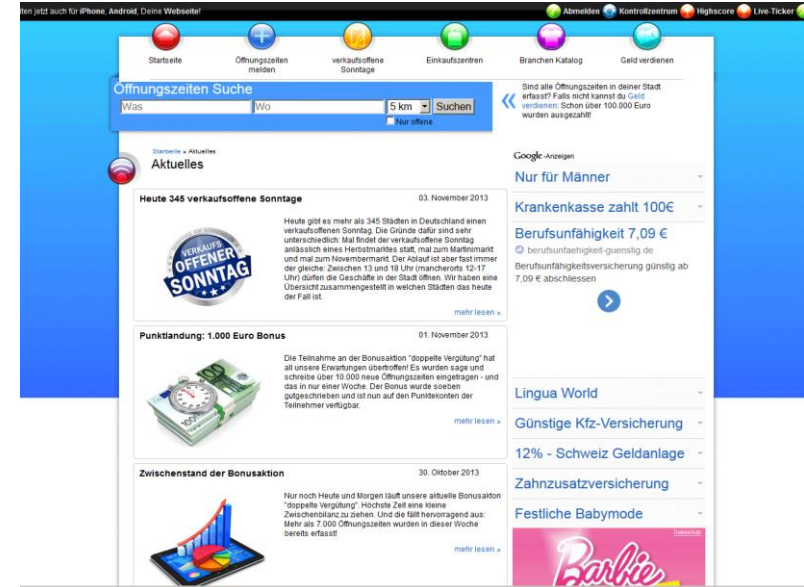 ten jetzt auch für iPhone, Android, Deine Webseite!
Abmelden Kontrollzentrum Highscore Live-Ticker
Startseite
Öffnungszeiten
melden
verkaufsoffene
Sonntage
Einkaufszentren
Branchen Katalog
Geld verdienen
Öffnungszeiten Suche
Was Wo 5 km Suchen
Nur offene
Sind alle Öffnungszeiten in deiner Stadt
erfasst? Falls nicht kannst du Geld
verdienen: Schon über 100.000 Euro
wurden ausgezahlt!
Startseite » Aktuelles
Aktuelles
Heute 345 verkaufsoffene Sonntage 03. November 2013
VERKAUFS
OFFENER
SONNTAG
Heute gibt es mehr als 345 Städten in Deutschland einen
verkaufsoffenen Sonntag. Die Gründe dafür sind sehr
unterschiedlich: Mal findet der verkaufsoffene Sonntag
anlässlich eines Herbstmarktes statt, mal zum Martinimarkt
und mal zum Novembermarkt. Der Ablauf ist aber fast immer
der gleiche: Zwischen 13 und 18 Uhr (mancherorts 12-17
Uhr) dürfen die Geschäfte in der Stadt öffnen. Wir haben eine
Übersicht zusammengestellt in welchen Städten das heute
der Fall ist.
mehr lesen »
Punktlandung: 1.000 Euro Bonus 01. November 2013
100
Die Teilnahme an der Bonusaktion "doppelte Vergütung" hat
all unsere Erwartungen übertroffen! Es wurden sage und
schreibe über 10.000 neue Öffnungszeiten eingetragen - und
das in nur einer Woche. Der Bonus wurde soeben
gutgeschrieben und ist nun auf den Punktekonten der
Teilnehmer verfügbar.
mehr lesen »
Zwischenstand der Bonusaktion 30. Oktober 2013
Nur noch Heute und Morgen läuft unsere aktuelle Bonusakton
"doppelte Vergütung". Höchste Zeit eine kleine
Zwischenbilanz zu ziehen. Und die fällt hervorragend aus:
Mehr als 7.000 Öffnungszeiten wurden in dieser Woche
bereits erfasst!
mehr lesen »
Google-Anzeigen
Nur für Männer
Krankenkasse zahlt 100€
Berufsunfähigkeit 7,09 €
berufsunfaehigkeit-guenstig.de
Berufsunfähigkeitsversicherung günstig ab
7,09 € abschliessen
Lingua World
Günstige Kfz-Versicherung
12% - Schweiz Geldanlage
Zahnzusatzversicherung
Festliche Babymode
Datenschutz
Barbie